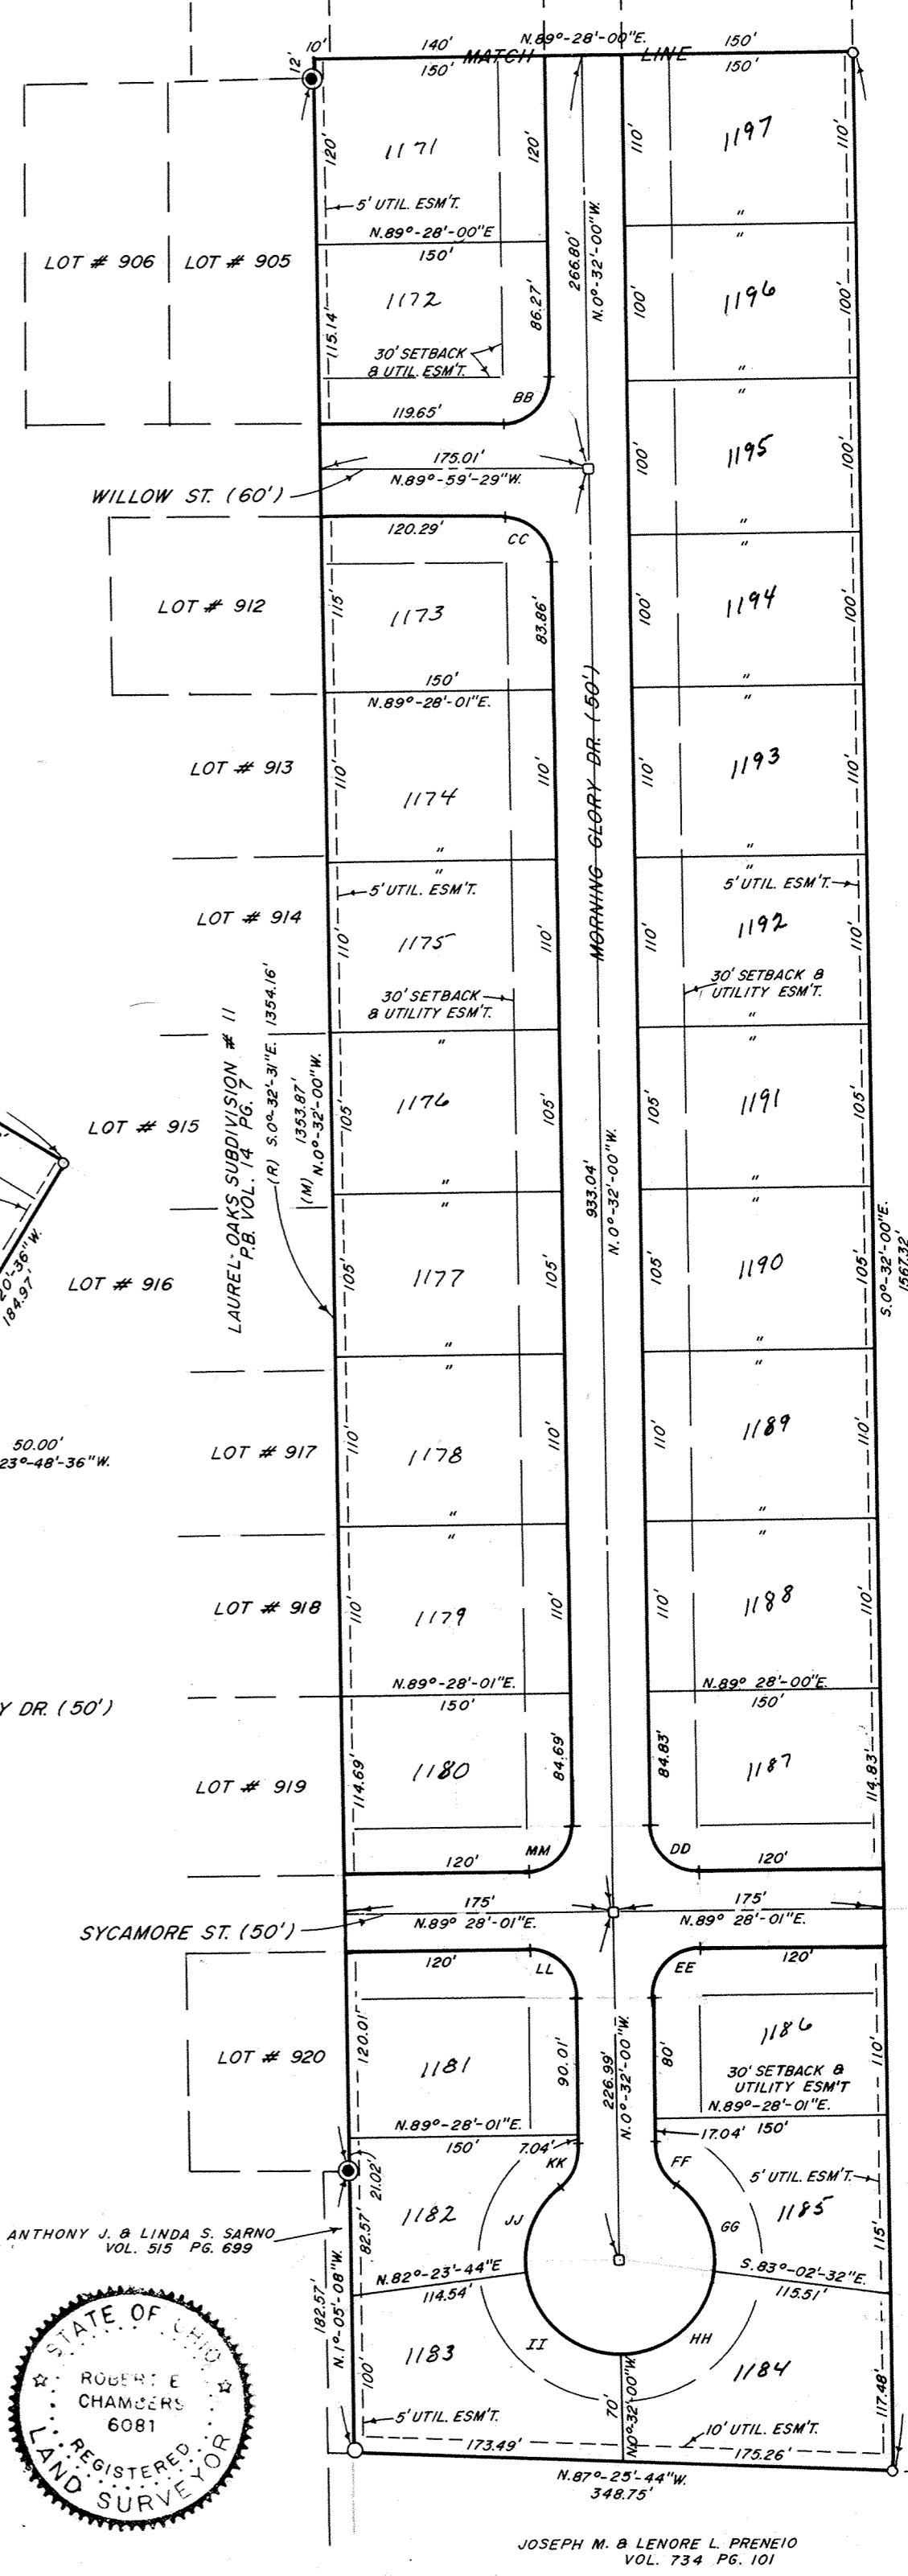 N.89°-28'-00"E.
10' 140' MATCH LINE 150'
12' 150' 150'
1171
120' 120' 110' 1197 110'
5' UTIL. ESM'T.
N.89°-28'-00"E
150'
"
"
LOT # 906 LOT # 905
266.80'
N.0°-32'-00"W.
1172
115.14' 86.27' 100' 1196 100'
30' SETBACK
& UTIL. ESM'T.
"
"
BB
119.65'
175.01'
N.89°-59'-29"W.
100' 1195 100'
WILLOW ST. (60')
120.29'
CC
"
"
LOT # 912
115' 1173 83.86' 100' 1194 100'
150'
N.89°-28'-01"E.
"
"
MORNING GLORY DR. (50')
LOT # 913
110' 1174 110' 110' 1193 110'
"
"
"
"
5' UTIL. ESM'T.
5' UTIL. ESM'T.
LOT # 914
110' 1175 110' 110' 1192 110'
30' SETBACK
& UTILITY ESM'T.
30' SETBACK &
UTILITY ESM'T.
"
"
"
LAUREL OAKS SUBDIVISION # 11
P.B. VOL. 14 PG. 7
(R) S.0°-32'-31"E. 1354.16'
(M) 1353.87'
N.0°-32'-00"W.
LOT # 915
105' 1176 105' 105' 1191 105'
"
"
"
"
933.04'
N.0°-32'-00"W.
LOT # 916
105' 1177 105' 105' 1190 105'
S.0°-32'-00"E.
1567.32'
20'-36"W.
184.97'
"
"
"
"
50.00'
23°-48'-36"W.
LOT # 917
110' 1178 110' 110' 1189 110'
"
"
"
"
LOT # 918
110' 1179 110' 110' 1188 110'
N.89°-28'-01"E.
150'
N.89° 28'-00"E.
150'
Y DR. (50')
LOT # 919
114.69' 1180 84.69' 84.83' 1187 114.83'
MM DD
120' 120'
175' 175'
N.89° 28'-01"E. N.89° 28'-01"E.
SYCAMORE ST. (50')
120' LL EE 120'
LOT # 920
120.01' 1181 90.01' 80' 1186 110'
226.99'
N.0°-32'-00"W.
30' SETBACK &
UTILITY ESM'T
N.89°-28'-01"E.
N.89°-28'-01"E.
150' 7.04' 17.04' 150'
KK FF
21.02'
5' UTIL. ESM'T.
ANTHONY J. & LINDA S. SARNO
VOL. 515 PG. 699
82.57' 1182 JJ GG 1185 115'
N.82°-23'-44"E
114.54'
S.83°-02'-32"E.
115.51'
182.57'
N.1°-05'-08"W.
100' 1183 II HH 1184 117.48'
70'
N.0°-32'-00"W
5' UTIL. ESM'T.
10' UTIL. ESM'T.
173.49' 175.26'
N.87°-25'-44"W.
348.75'
STATE OF OHIO
ROBERT E
CHAMBERS
6081
REGISTERED
LAND SURVEYOR
JOSEPH M. & LENORE L. PRENEIO
VOL. 734 PG. 101